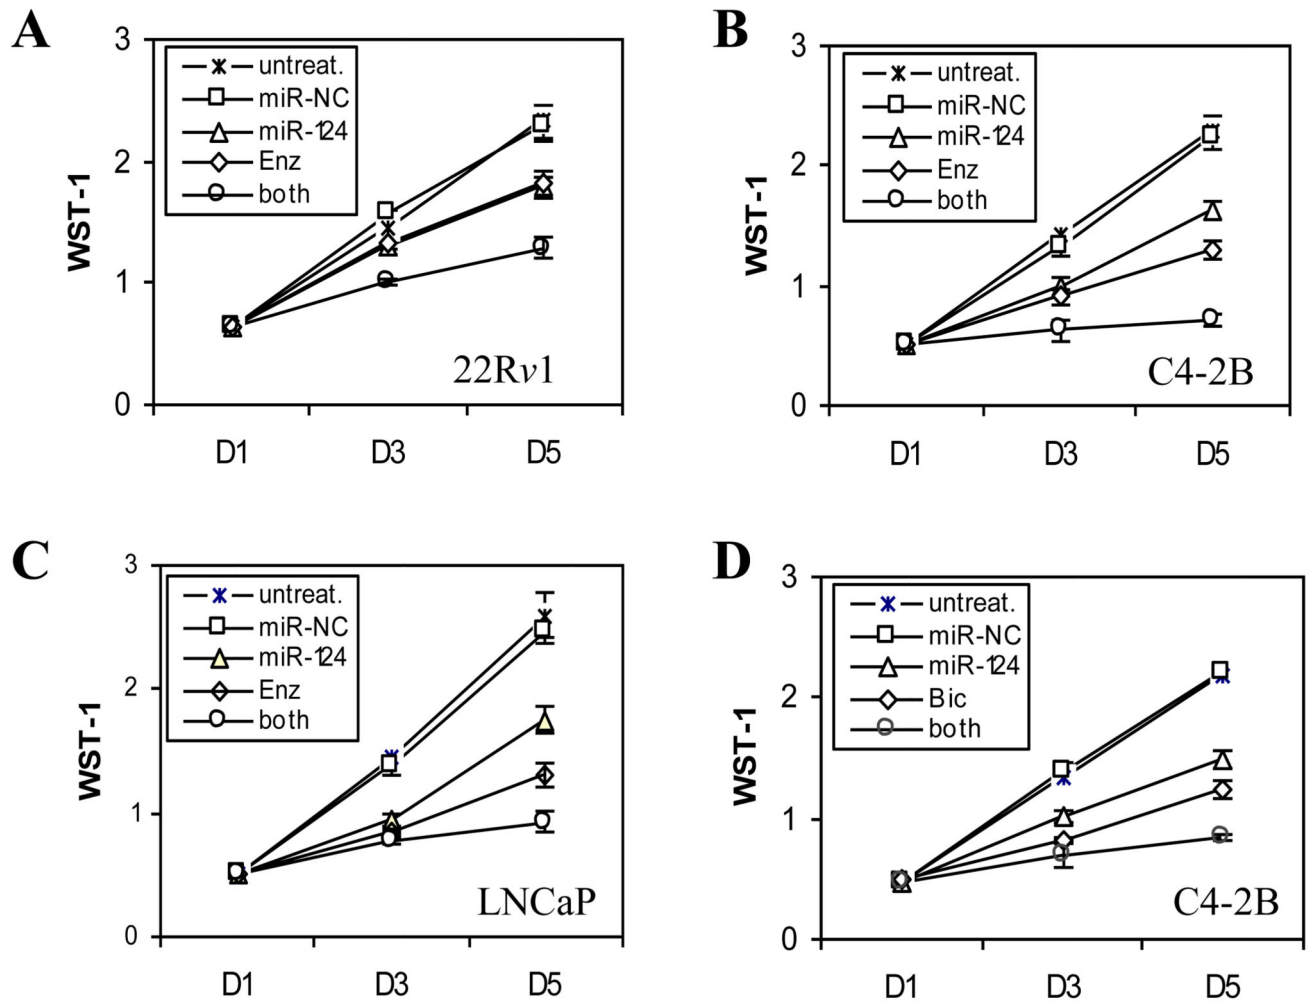 A
3
2
1
0
WST-1
untreat.
miR-NC
miR-124
Enz
both
22Rv1
D1 D3 D5
B
3
2
1
0
WST-1
untreat.
miR-NC
miR-124
Enz
both
C4-2B
D1 D3 D5
C
3
2
1
0
WST-1
untreat.
miR-NC
miR-124
Enz
both
LNCaP
D1 D3 D5
D
3
2
1
0
WST-1
untreat.
miR-NC
miR-124
Bic
both
C4-2B
D1 D3 D5